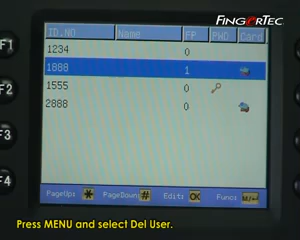 FINGERTEC
ID.NO Name FP PWD Card
1234 0
1888 1
1555 0
2888 0
PageUp: * PageDown: # Edit: OK Func: M/↵
F1
F2
F3
F4
Press MENU and select Del User.